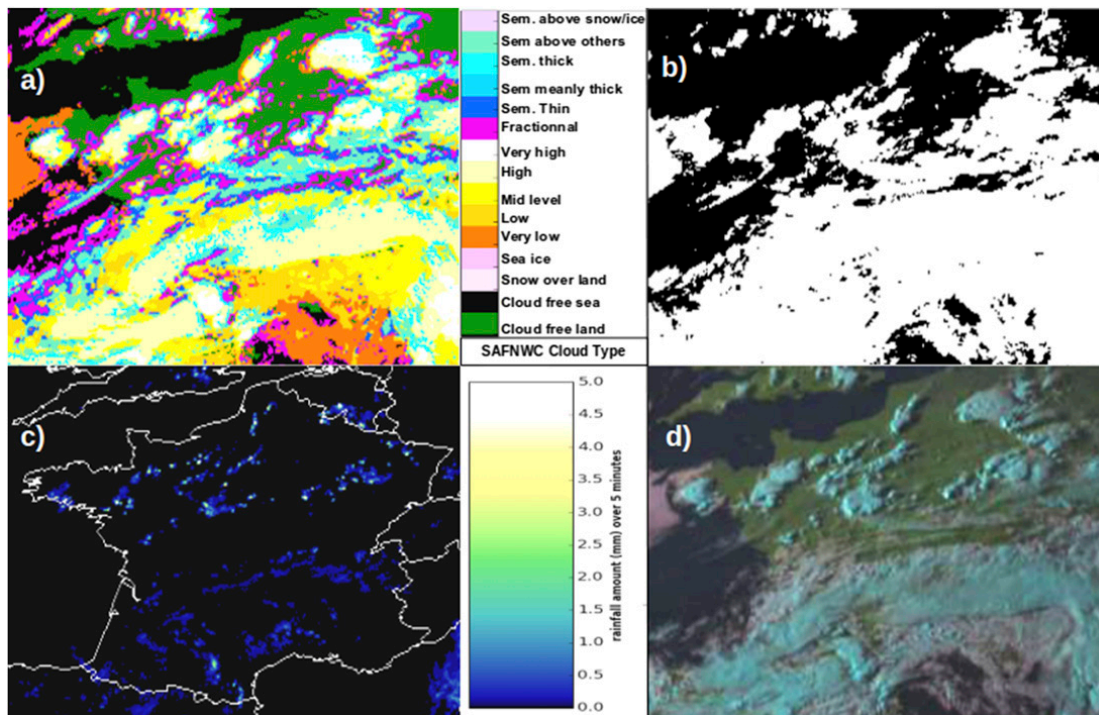 a)
Sem. above snow/ice
Sem above others
Sem. thick
Sem meanly thick
Sem. Thin
Fractionnal
Very high
High
Mid level
Low
Very low
Sea ice
Snow over land
Cloud free sea
Cloud free land
SAFNWC Cloud Type
b)
c)
5.0
4.5
4.0
3.5
3.0
2.5
2.0
1.5
1.0
0.5
0.0
rainfall amount (mm) over 5 minutes
d)